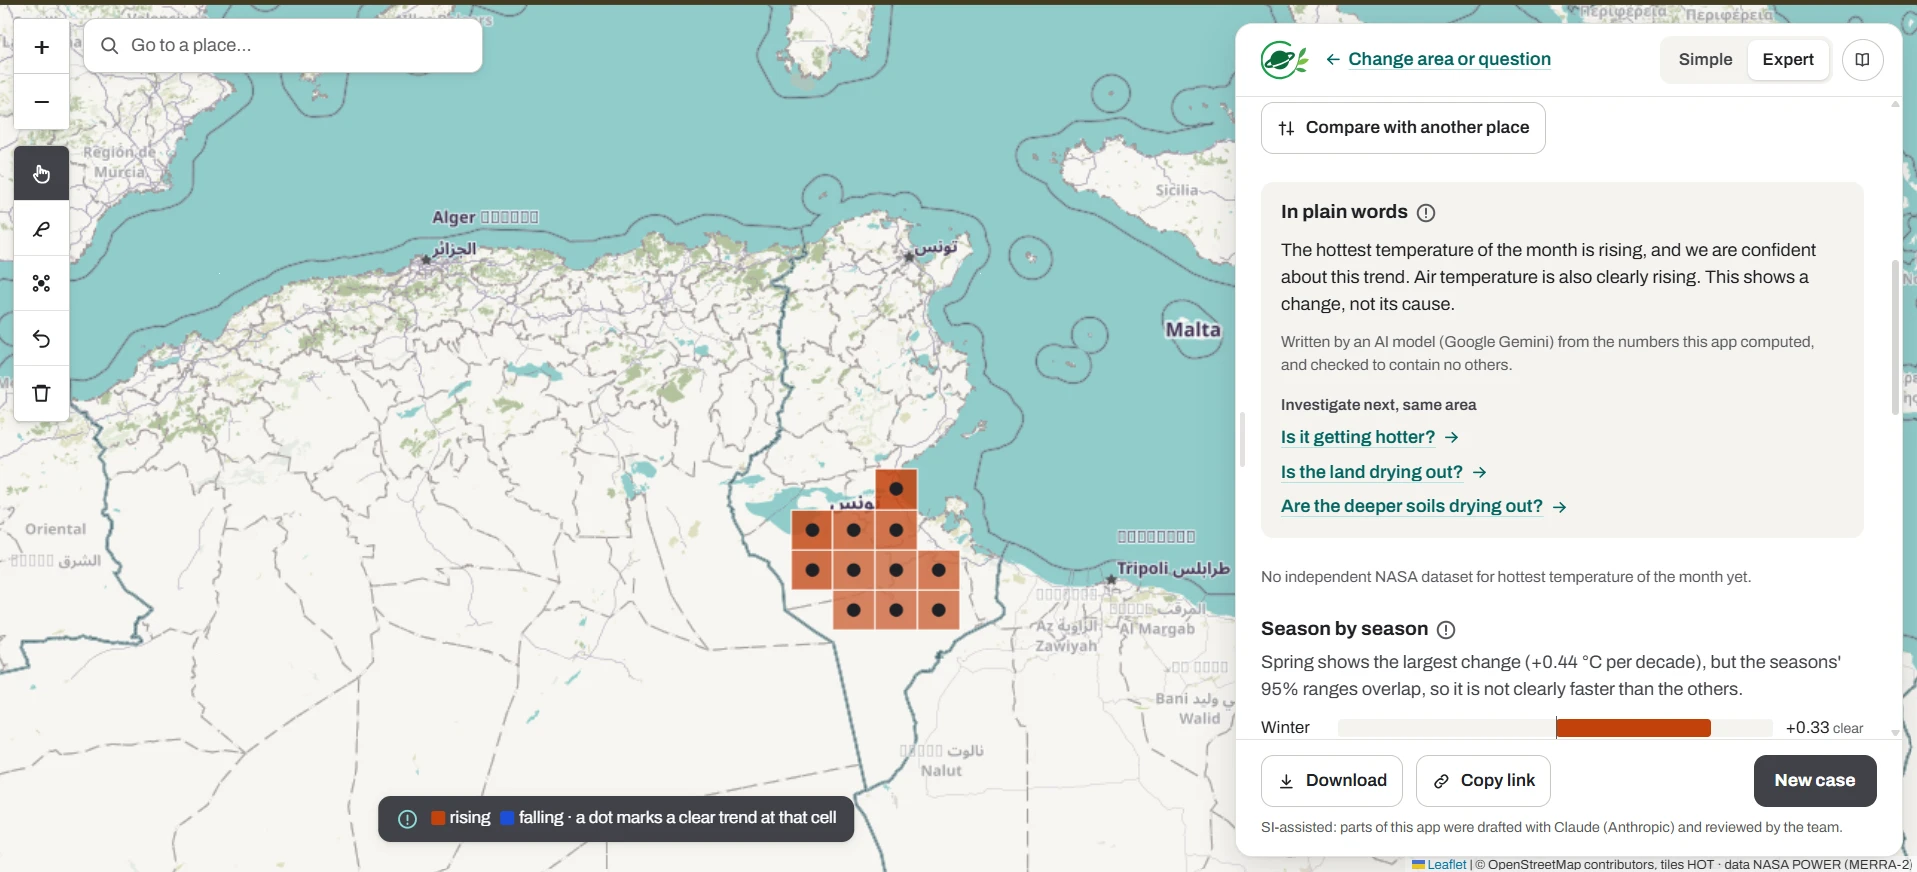 Go to a place...
Región de
Murcia
Alger
الجزائر
تونس
Sicilia
Malta
تونس
Oriental
الشرق
Tripoli طرابلس
Az الزاوية
Zawiyah
المرقب
Al Margab
Bani وليد
Walid
نالوت
Nalut
rising falling · a dot marks a clear trend at that cell
← Change area or question
Simple Expert
Compare with another place
In plain words
The hottest temperature of the month is rising, and we are confident
about this trend. Air temperature is also clearly rising. This shows a
change, not its cause.
Written by an AI model (Google Gemini) from the numbers this app computed,
and checked to contain no others.
Investigate next, same area
Is it getting hotter? →
Is the land drying out? →
Are the deeper soils drying out? →
No independent NASA dataset for hottest temperature of the month yet.
Season by season
Spring shows the largest change (+0.44 °C per decade), but the seasons'
95% ranges overlap, so it is not clearly faster than the others.
Winter +0.33 clear
Download Copy link New case
SI-assisted: parts of this app were drafted with Claude (Anthropic) and reviewed by the team.
Leaflet | © OpenStreetMap contributors, tiles HOT · data NASA POWER (MERRA-2)